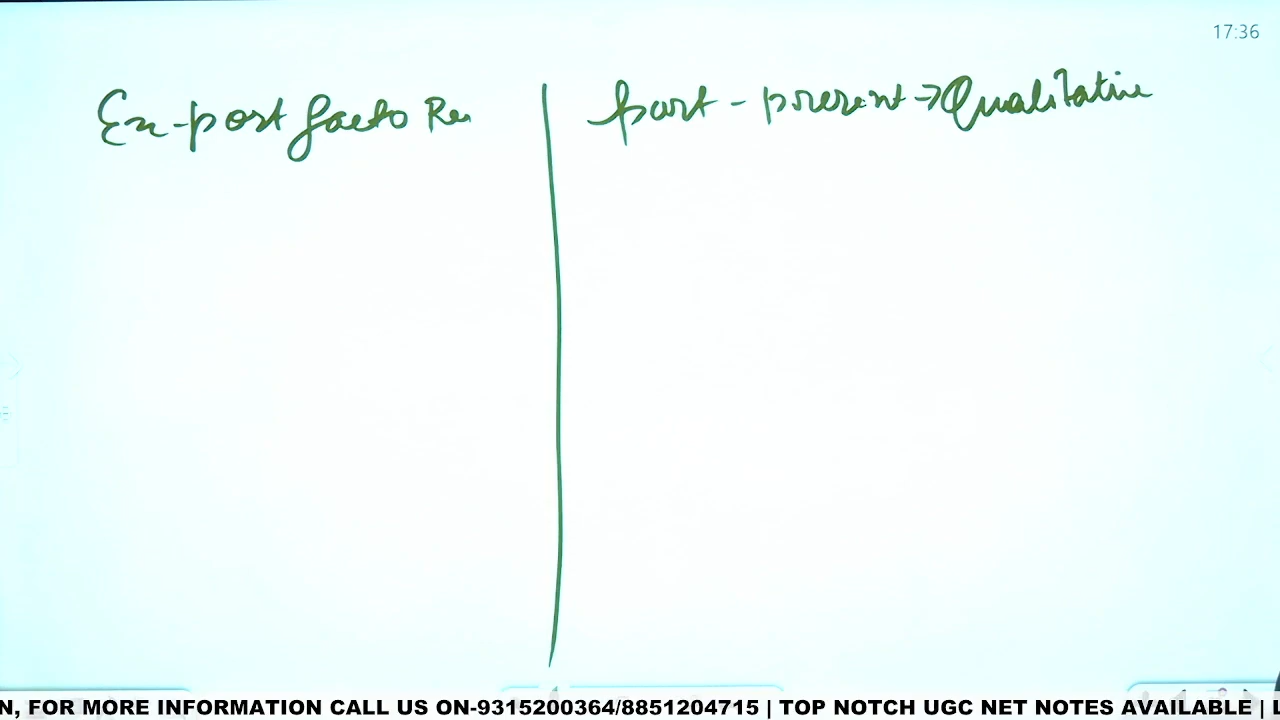 17:36
Ex-post facto Res
past - present → Qualitative
N, FOR MORE INFORMATION CALL US ON-9315200364/8851204715 | TOP NOTCH UGC NET NOTES AVAILABLE |